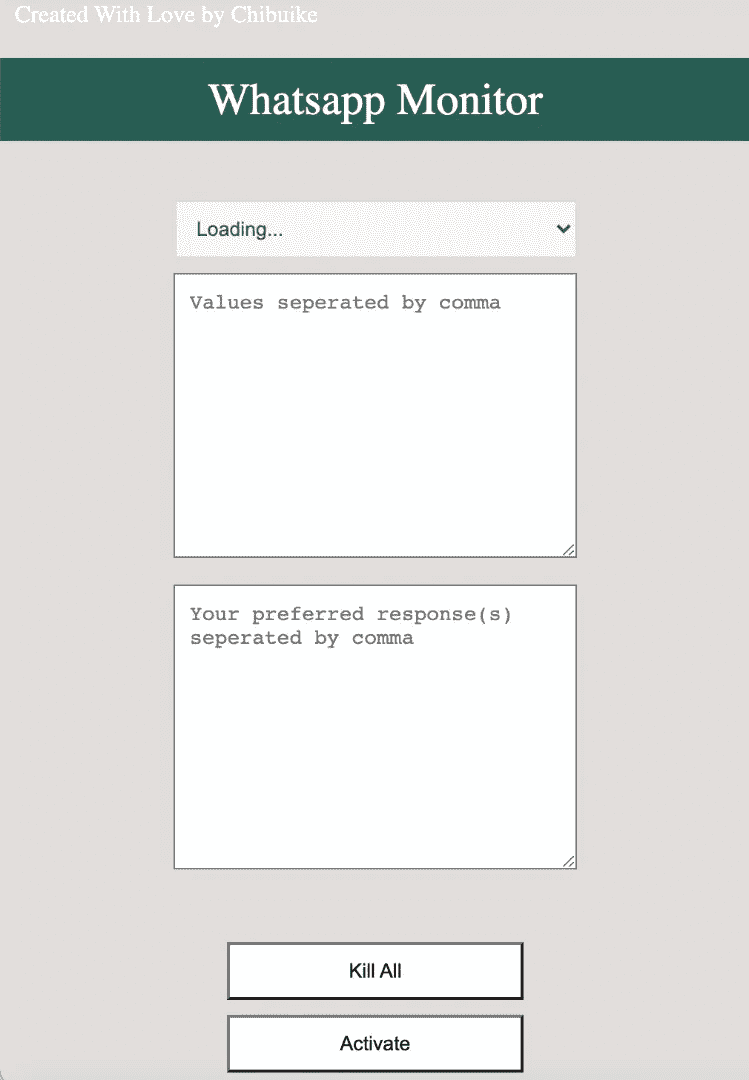 Created With Love by Chibuike
Whatsapp Monitor
Loading...
Values seperated by comma
Your preferred response(s)
seperated by comma
Kill All
Activate